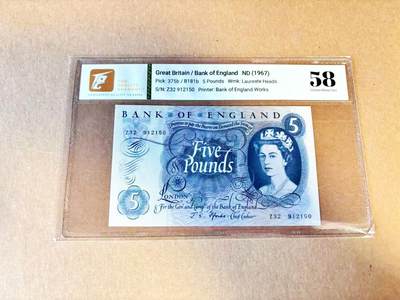 Great Britain / Bank of England ND (1967)
Pick: 375b / B181b 5 Pounds Wmk: Laureate Heads
S/N: Z32 912150 Printer: Bank of England Works
58
BANK OF ENGLAND
5
Z32 912150
Five
Pounds
LONDON
5
For the Govr and Compa of the Bank of England
Chief Cashier
Z32 912150